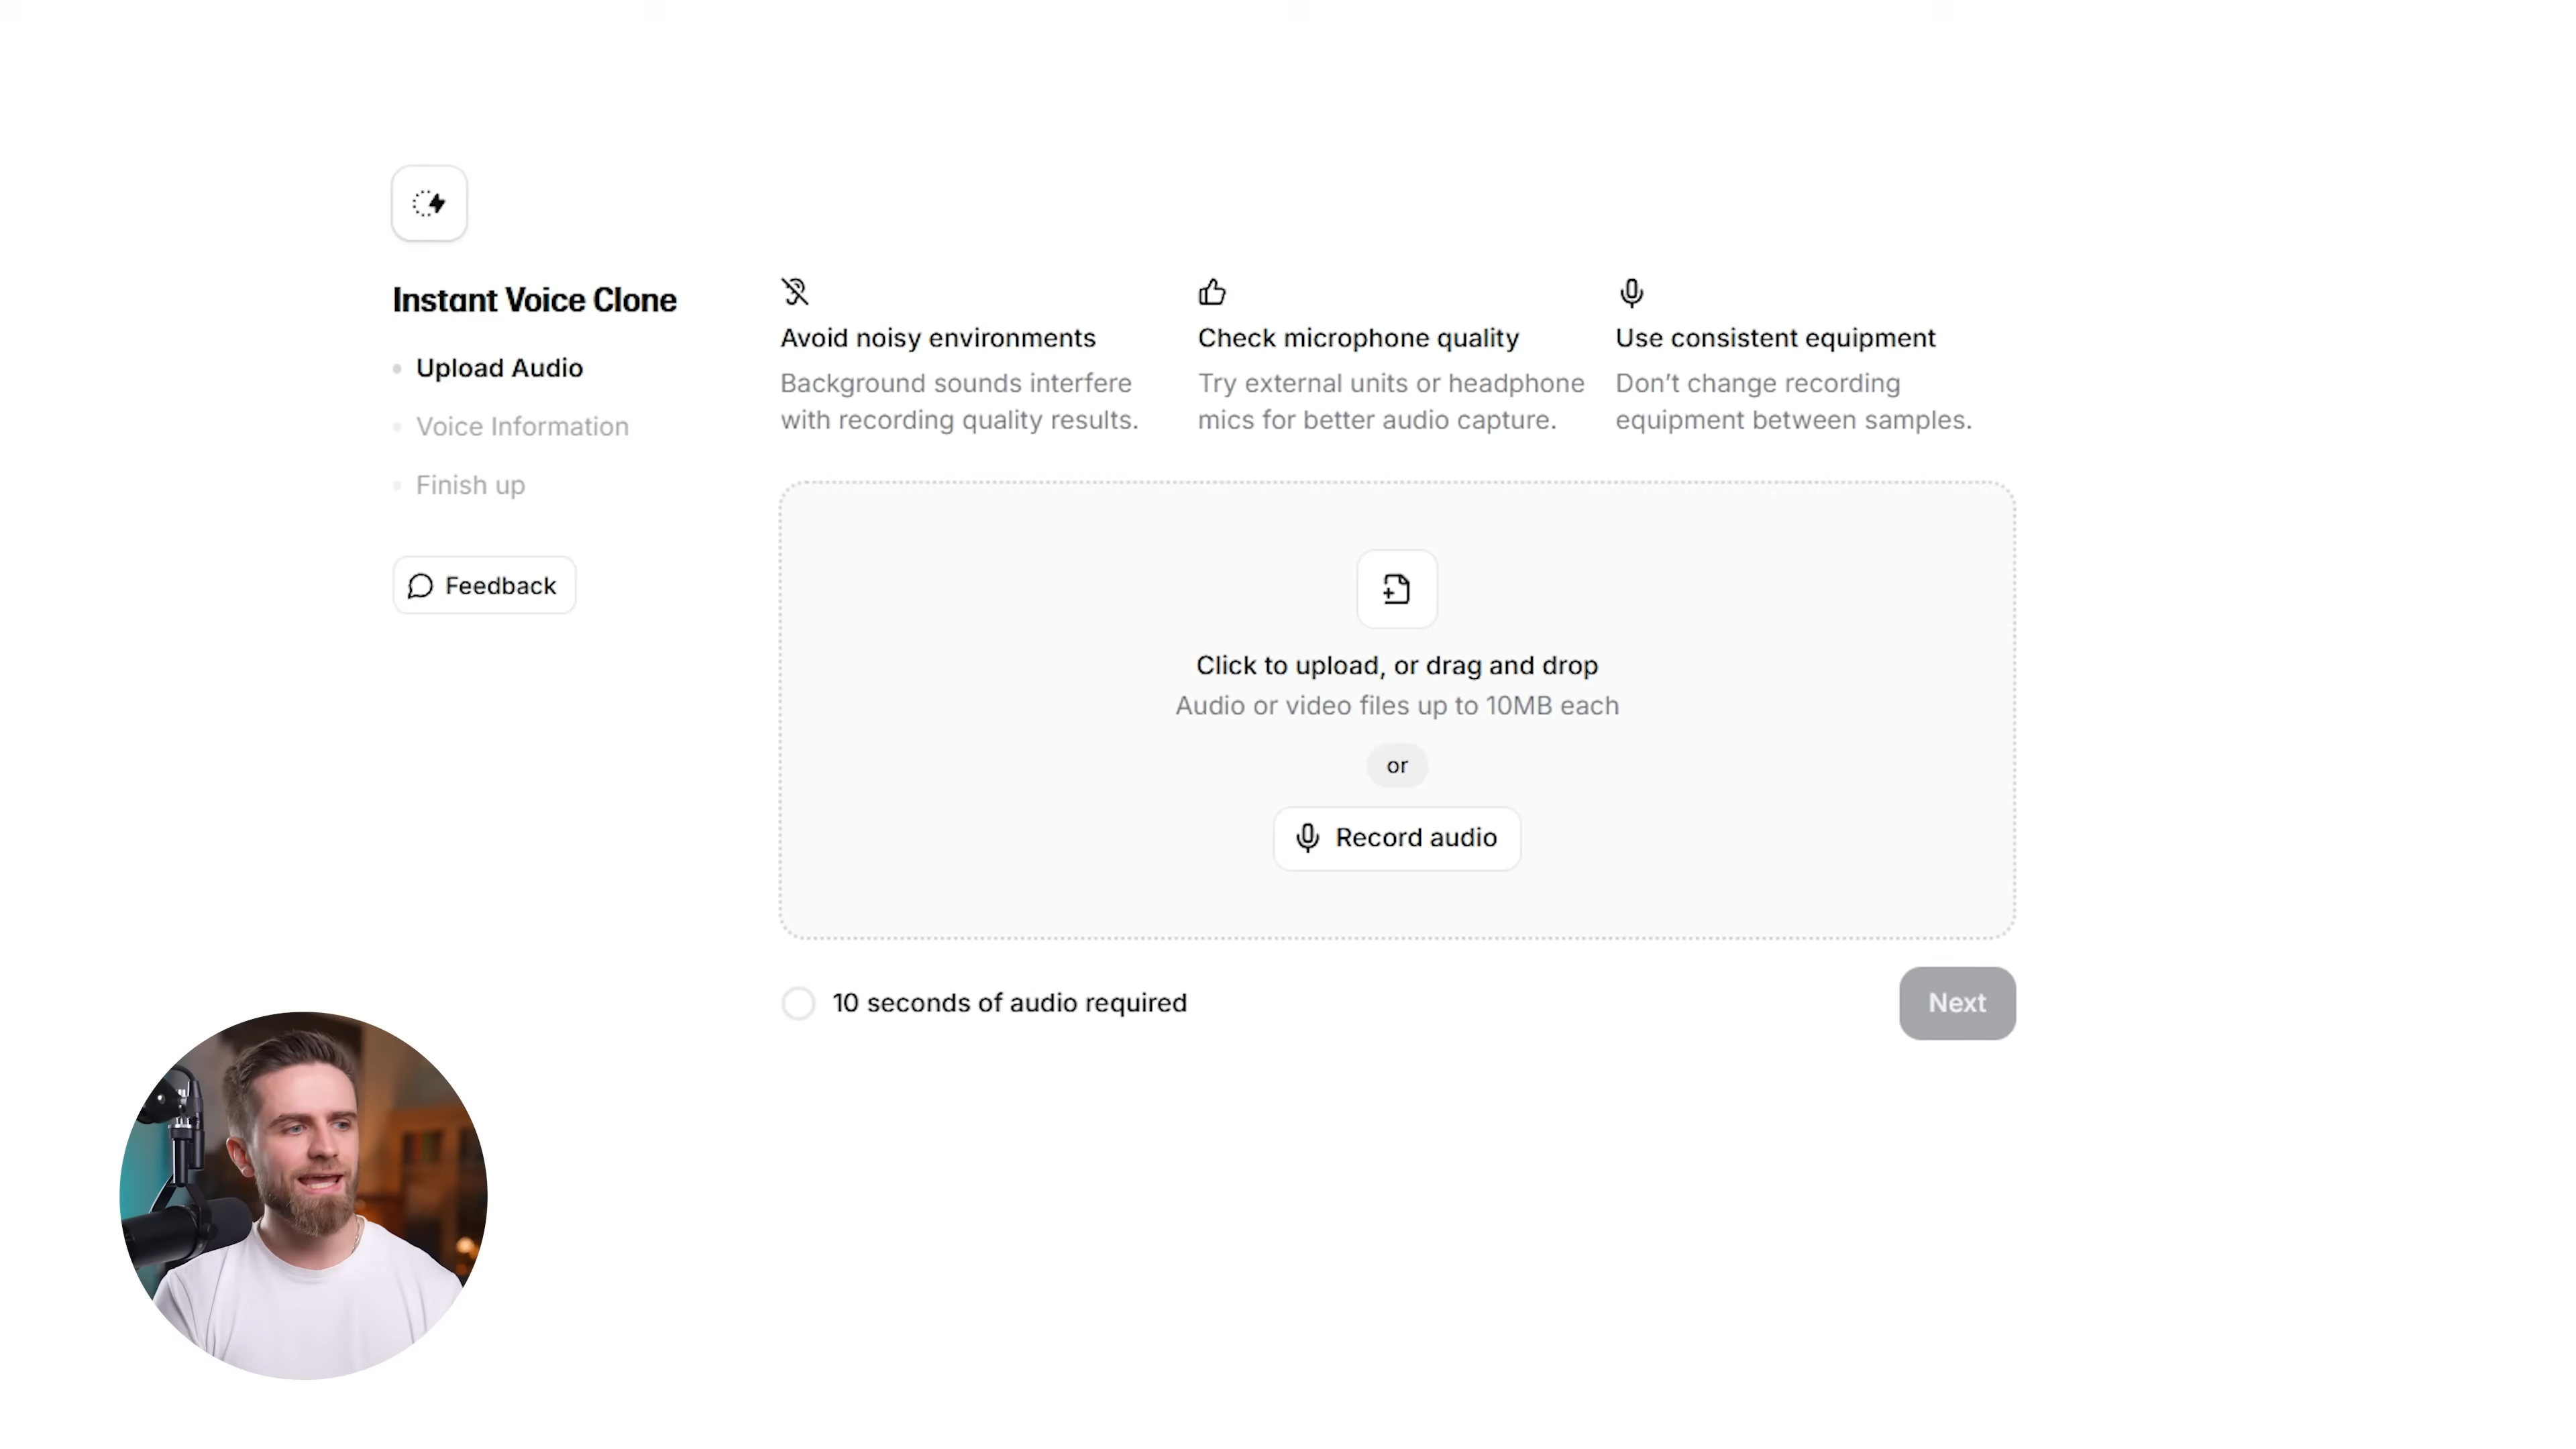 Instant Voice Clone
Upload Audio
Voice Information
Finish up
Feedback
Avoid noisy environments
Background sounds interfere
with recording quality results.
Check microphone quality
Try external units or headphone
mics for better audio capture.
Use consistent equipment
Don’t change recording
equipment between samples.
Click to upload, or drag and drop
Audio or video files up to 10MB each
or
Record audio
10 seconds of audio required
Next